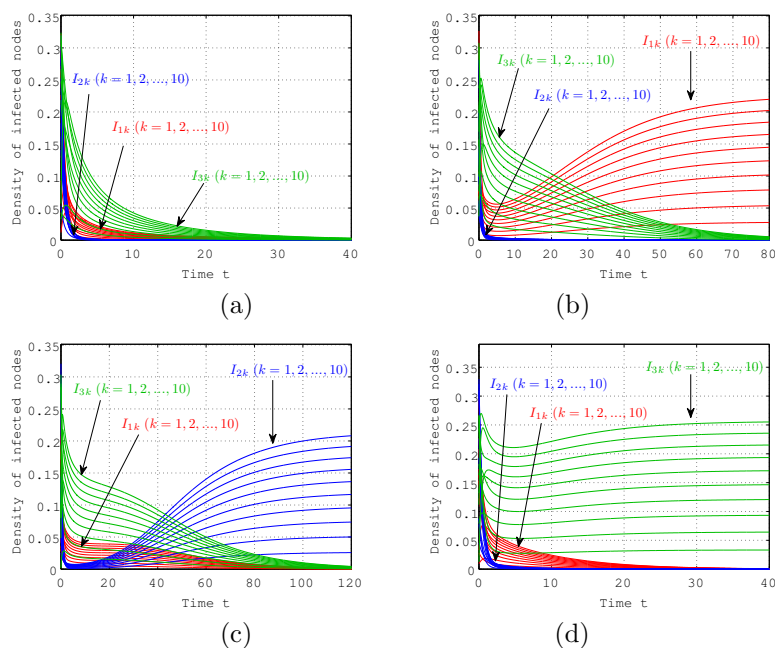 0.35
0.3
0.25
0.2
0.15
0.1
0.05
0
Density of infected nodes
I2k (k = 1, 2, ..., 10)
I1k (k = 1, 2, ..., 10)
I3k (k = 1, 2, ..., 10)
0 10 20 30 40
Time t
(a)
0.35
0.3
0.25
0.2
0.15
0.1
0.05
0
Density of infected nodes
I1k (k = 1, 2, ..., 10)
I3k (k = 1, 2, ..., 10)
I2k (k = 1, 2, ..., 10)
0 10 20 30 40 50 60 70 80
Time t
(b)
0.35
0.3
0.25
0.2
0.15
0.1
0.05
0
Density of infected nodes
I2k (k = 1, 2, ..., 10)
I3k (k = 1, 2, ..., 10)
I1k (k = 1, 2, ..., 10)
0 20 40 60 80 100 120
Time t
(c)
0.35
0.3
0.25
0.2
0.15
0.1
0.05
0
Density of infected nodes
I3k (k = 1, 2, ..., 10)
I2k (k = 1, 2, ..., 10)
I1k (k = 1, 2, ..., 10)
0 10 20 30 40
Time t
(d)